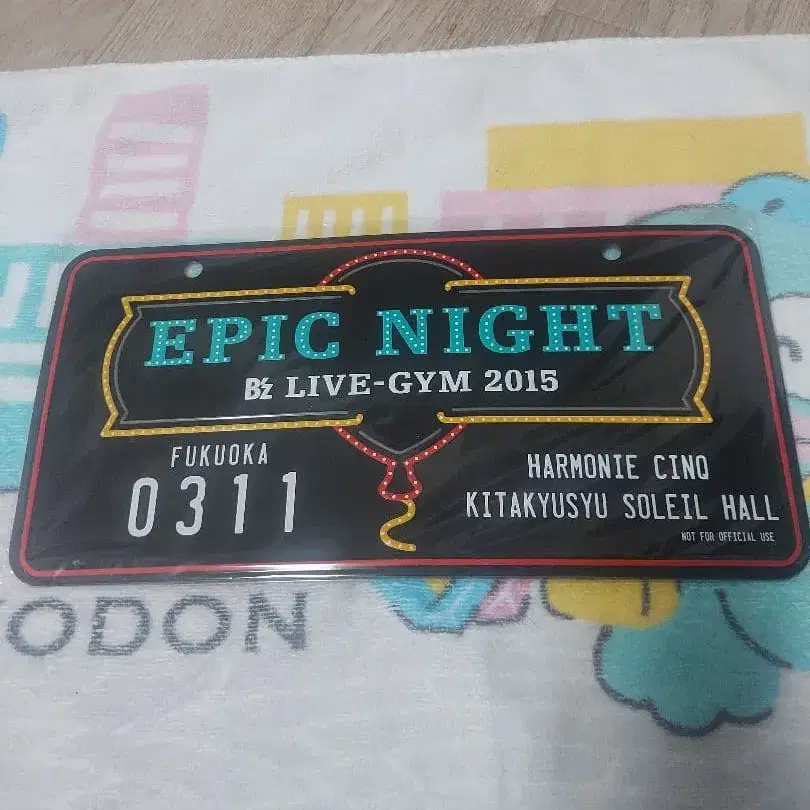 EPIC NIGHT
B'z LIVE-GYM 2015
FUKUOKA
0311
HARMONIE CINQ
KITAKYUSYU SOLEIL HALL
NOT FOR OFFICIAL USE
ODON